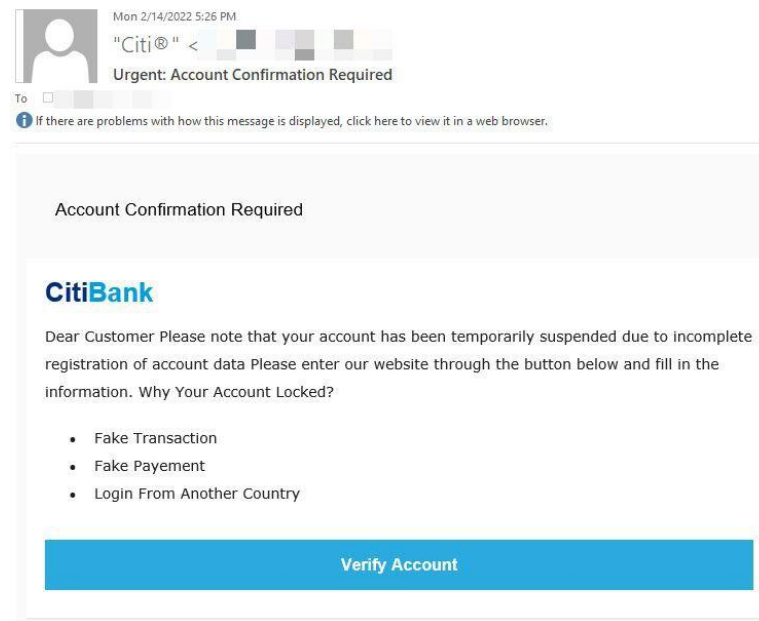 Mon 2/14/2022 5:26 PM
"Citi®" <
Urgent: Account Confirmation Required
To
If there are problems with how this message is displayed, click here to view it in a web browser.
Account Confirmation Required
CitiBank
Dear Customer Please note that your account has been temporarily suspended due to incomplete
registration of account data Please enter our website through the button below and fill in the
information. Why Your Account Locked?
• Fake Transaction
• Fake Payement
• Login From Another Country
Verify Account